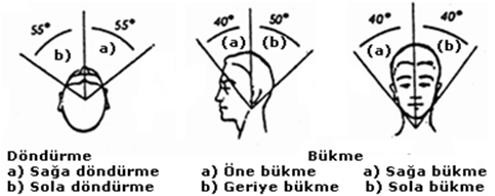 55° 55° 40° 50° 40° 40°
b) a) (a) (b) (a) (b)
Döndürme Bükme
a) Sağa döndürme a) Öne bükme a) Sağa bükme
b) Sola döndürme b) Geriye bükme b) Sola bükme